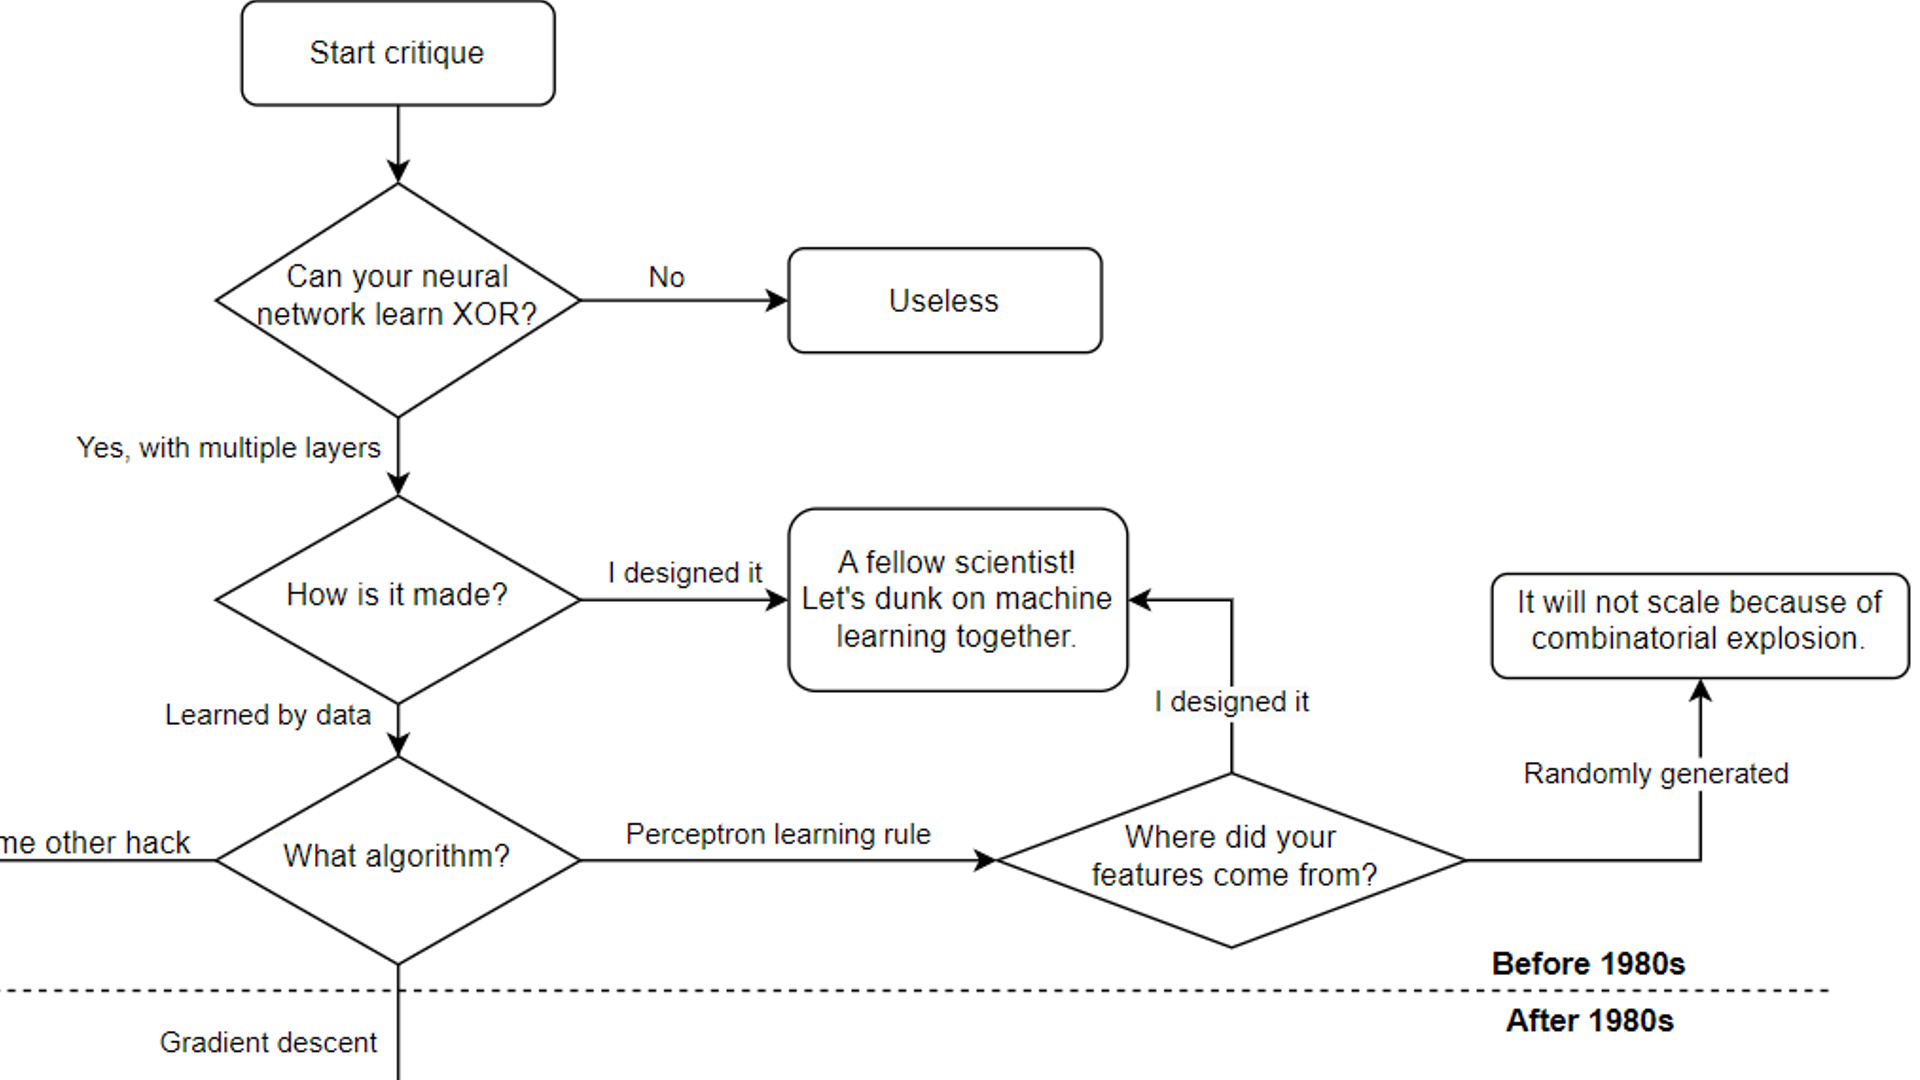 Start critique
Can your neural
network learn XOR?
No
Useless
Yes, with multiple layers
How is it made?
I designed it
A fellow scientist!
Let's dunk on machine
learning together.
It will not scale because of
combinatorial explosion.
I designed it
Learned by data
Randomly generated
other hack
What algorithm?
Perceptron learning rule
Where did your
features come from?
Before 1980s
After 1980s
Gradient descent